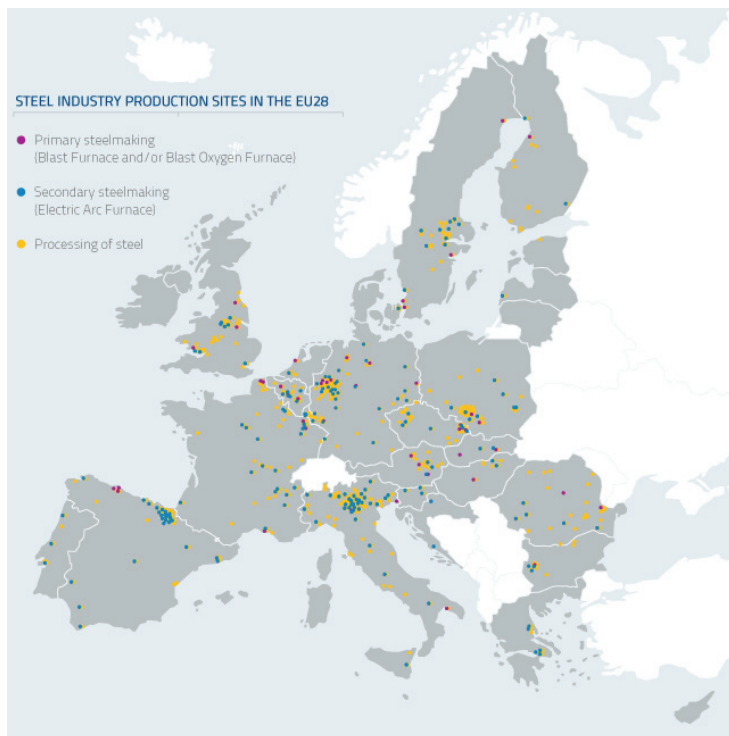 STEEL INDUSTRY PRODUCTION SITES IN THE EU28
Primary steelmaking
(Blast Furnace and/or Blast Oxygen Furnace)
Secondary steelmaking
(Electric Arc Furnace)
Processing of steel